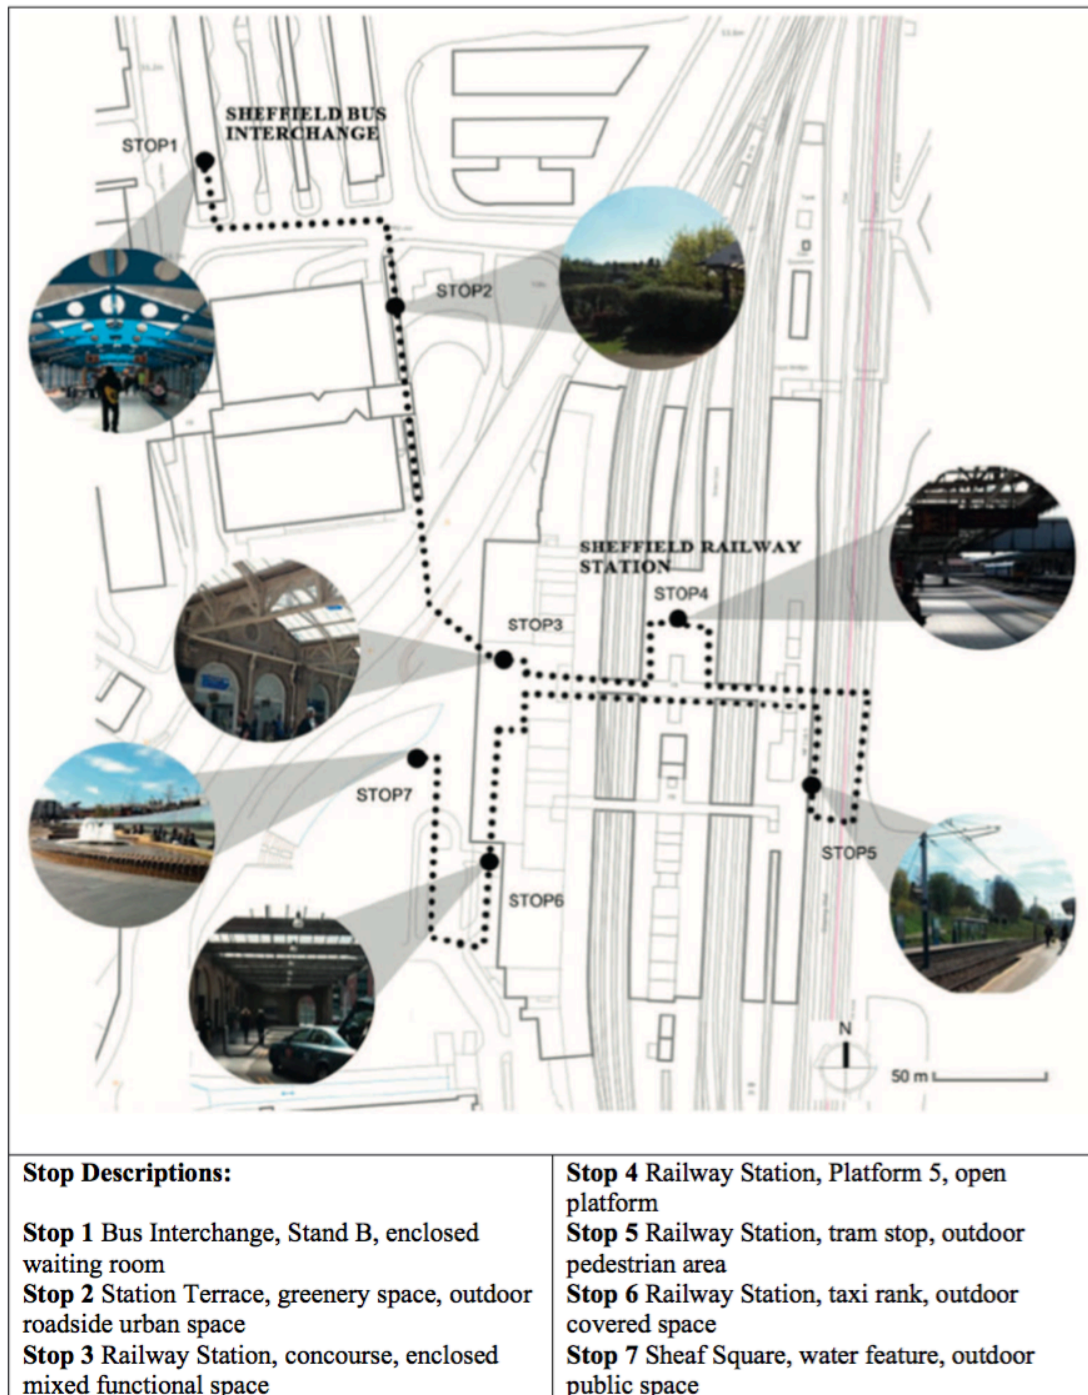 SHEFFIELD BUS
INTERCHANGE
STOP1
STOP2
SHEFFIELD RAILWAY
STATION
STOP4
STOP3
STOP7
STOP5
STOP6
N
50 m
Stop Descriptions:
Stop 1 Bus Interchange, Stand B, enclosed
waiting room
Stop 2 Station Terrace, greenery space, outdoor
roadside urban space
Stop 3 Railway Station, concourse, enclosed
mixed functional space
Stop 4 Railway Station, Platform 5, open
platform
Stop 5 Railway Station, tram stop, outdoor
pedestrian area
Stop 6 Railway Station, taxi rank, outdoor
covered space
Stop 7 Sheaf Square, water feature, outdoor
public space